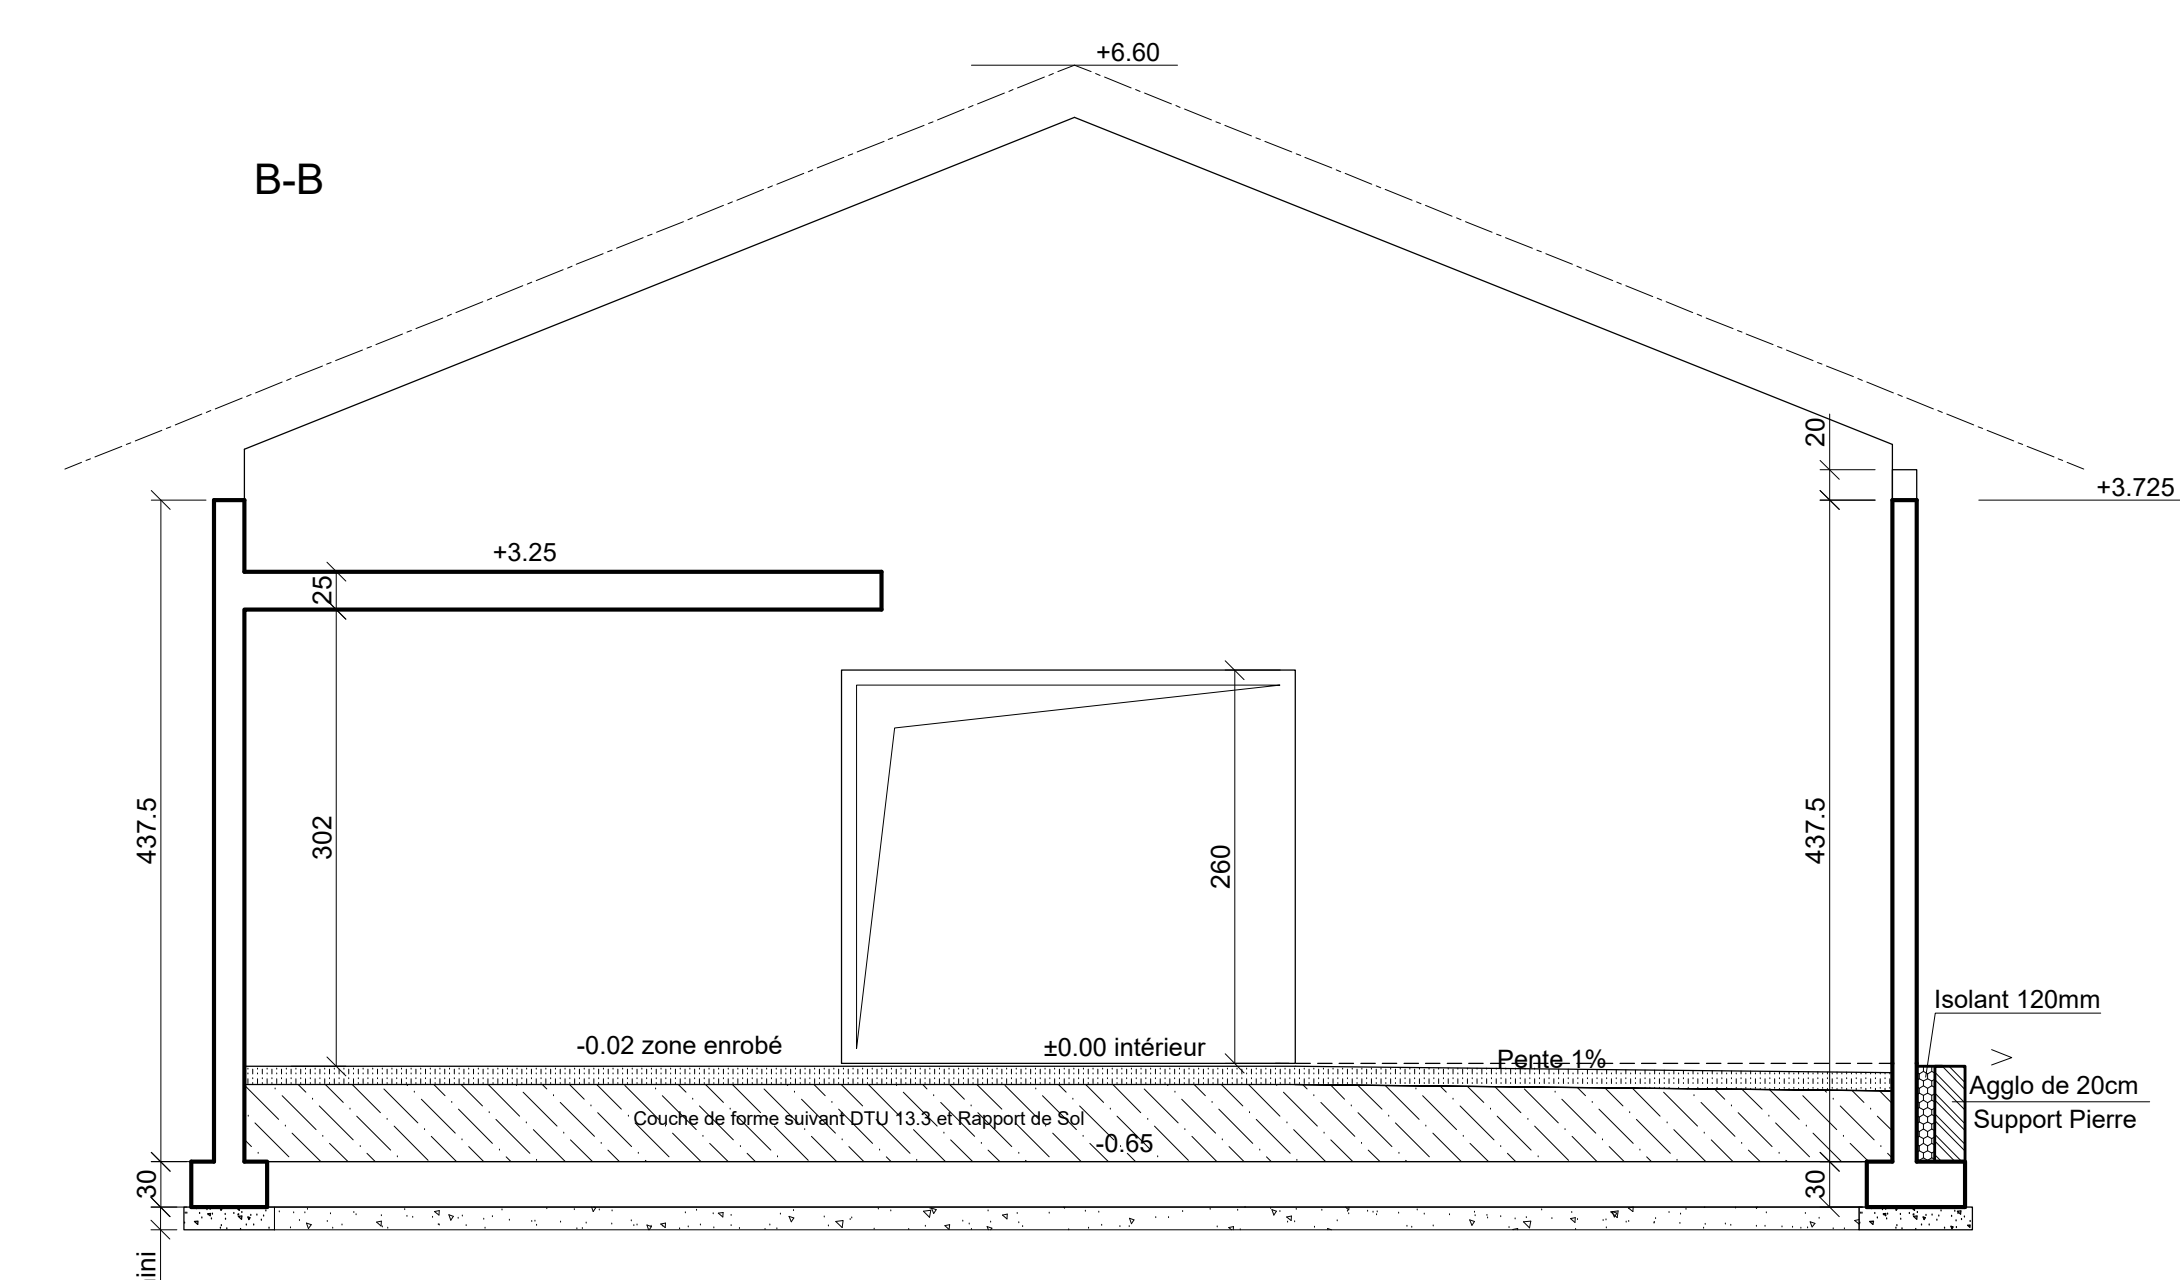 +6.60
B-B
20
+3.725
+3.25
25
437.5
302
260
437.5
Isolant 120mm
-0.02 zone enrobé
±0.00 intérieur
Pente 1%
Agglo de 20cm
Support Pierre
Couche de forme suivant DTU 13.3 et Rapport de Sol
-0.65
30
30